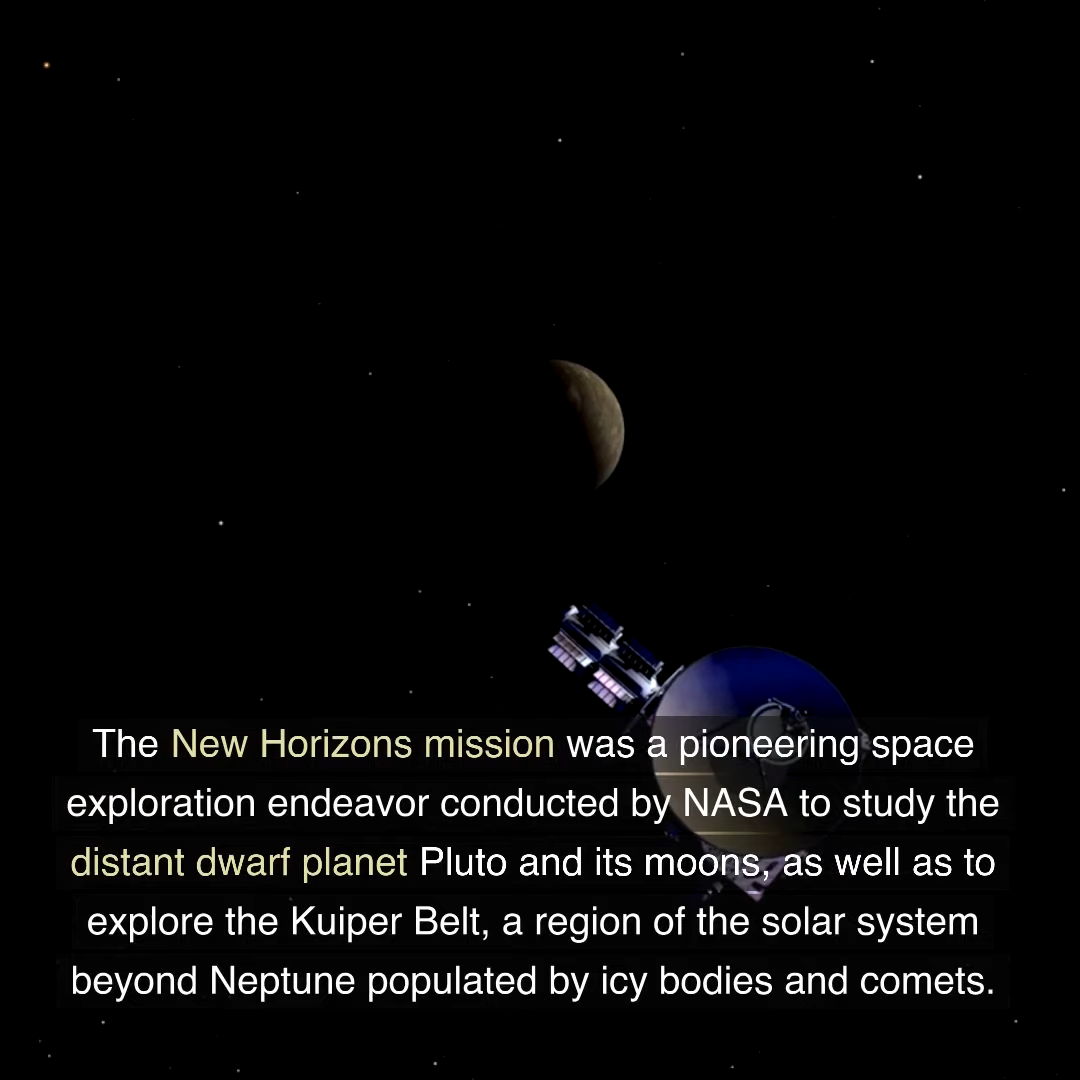 The New Horizons mission was a pioneering space
exploration endeavor conducted by NASA to study the
distant dwarf planet Pluto and its moons, as well as to
explore the Kuiper Belt, a region of the solar system
beyond Neptune populated by icy bodies and comets.